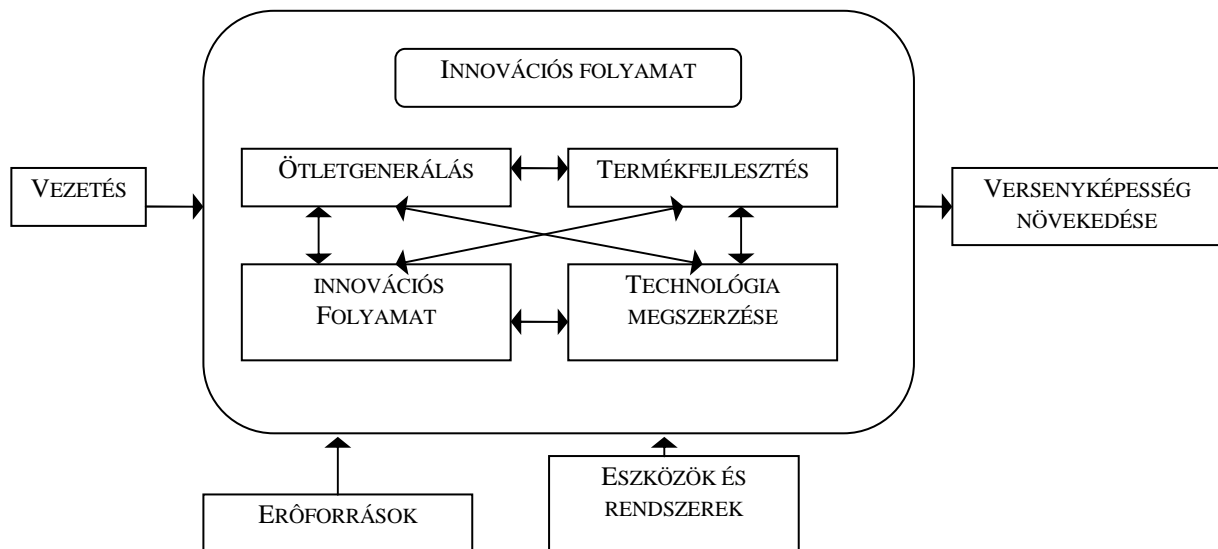 INNOVÁCIÓS FOLYAMAT
ÖTLETGENERÁLÁS
TERMÉKFEJLESZTÉS
VEZETÉS
VERSENYKÉPESSÉG
NÖVEKEDÉSE
INNOVÁCIÓS
FOLYAMAT
TECHNOLÓGIA
MEGSZERZÉSE
ERÔFORRÁSOK
ESZKÖZÖK ÉS
RENDSZEREK